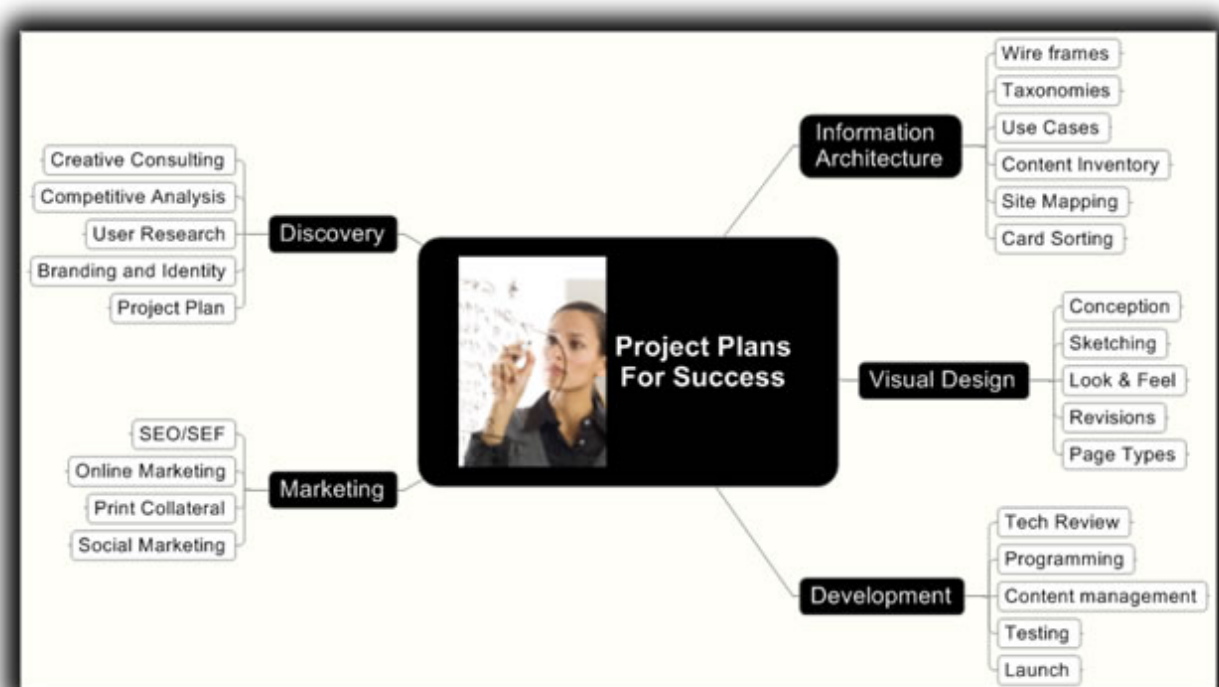 Project Plans
For Success
Discovery
Creative Consulting
Competitive Analysis
User Research
Branding and Identity
Project Plan
Marketing
SEO/SEF
Online Marketing
Print Collateral
Social Marketing
Information
Architecture
Wire frames
Taxonomies
Use Cases
Content Inventory
Site Mapping
Card Sorting
Visual Design
Conception
Sketching
Look & Feel
Revisions
Page Types
Development
Tech Review
Programming
Content management
Testing
Launch